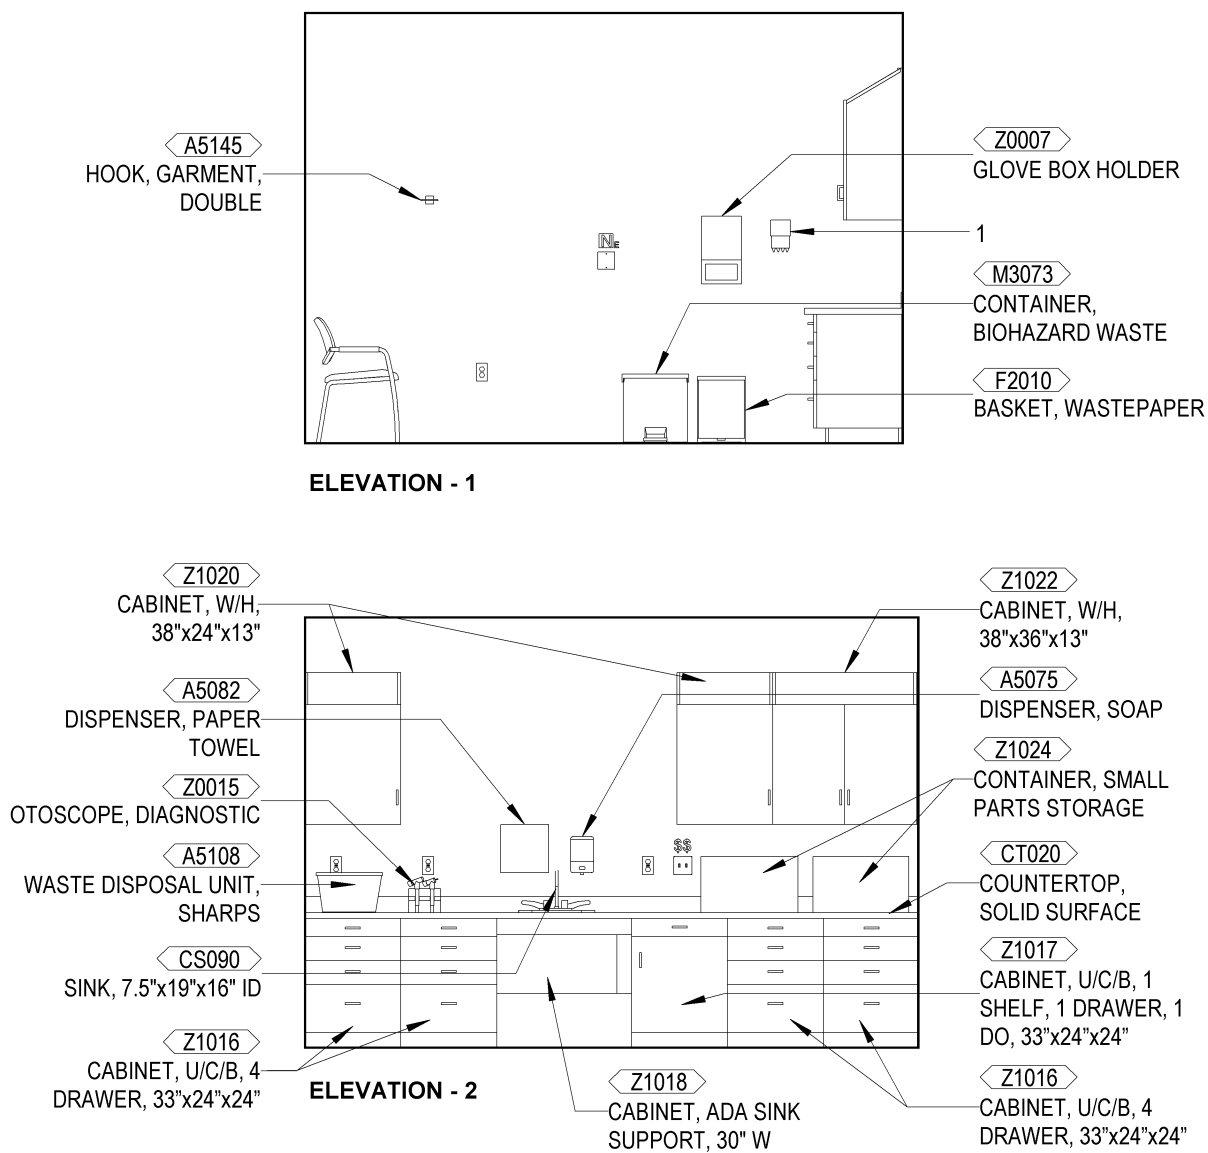 A5145
HOOK, GARMENT,
DOUBLE
Z0007
GLOVE BOX HOLDER
1
NE
M3073
CONTAINER,
BIOHAZARD WASTE
F2010
BASKET, WASTEPAPER
ELEVATION - 1
Z1020
CABINET, W/H,
38"x24"x13"
A5082
DISPENSER, PAPER
TOWEL
Z0015
OTOSCOPE, DIAGNOSTIC
A5108
WASTE DISPOSAL UNIT,
SHARPS
CS090
SINK, 7.5"x19"x16" ID
Z1016
CABINET, U/C/B, 4
DRAWER, 33”x24”x24”
Z1022
CABINET, W/H,
38"x36"x13"
A5075
DISPENSER, SOAP
Z1024
CONTAINER, SMALL
PARTS STORAGE
$$
CT020
COUNTERTOP,
SOLID SURFACE
Z1017
CABINET, U/C/B, 1
SHELF, 1 DRAWER, 1
DO, 33”x24”x24”
Z1016
CABINET, U/C/B, 4
DRAWER, 33”x24”x24”
ELEVATION - 2
Z1018
CABINET, ADA SINK
SUPPORT, 30" W